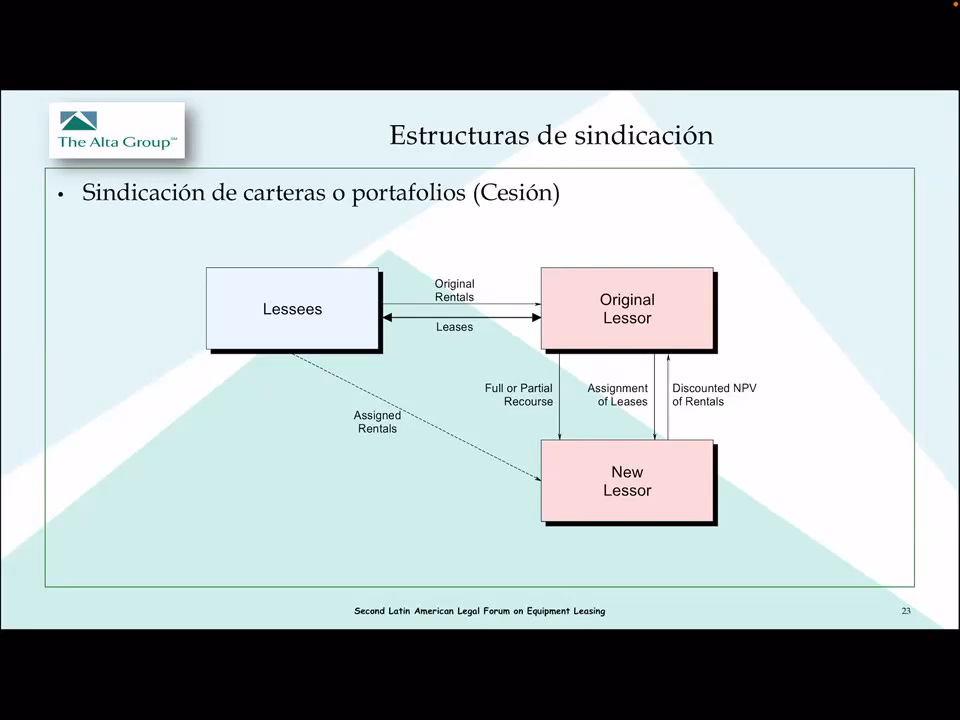 The Alta Group℠
Estructuras de sindicación
• Sindicación de carteras o portafolios (Cesión)
Lessees
Original
Rentals
Leases
Original
Lessor
Full or Partial
Recourse
Assignment
of Leases
Discounted NPV
of Rentals
Assigned
Rentals
New
Lessor
Second Latin American Legal Forum on Equipment Leasing
23